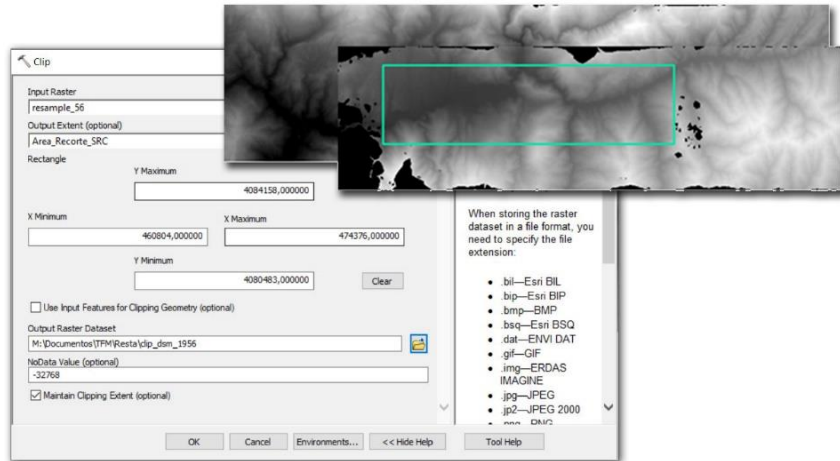 Clip
Input Raster
resample_56
Output Extent (optional)
Area_Recorte_SRC
Rectangle
Y Maximum
4084158,000000
X Minimum
X Maximum
460804,000000
474376,000000
Y Minimum
4080483,000000
Clear
Use Input Features for Clipping Geometry (optional)
Output Raster Dataset
M:\Documentos\TFM\Resta\clip_dsm_1956
NoData Value (optional)
-32768
Maintain Clipping Extent (optional)
OK
Cancel
Environments...
<< Hide Help
Tool Help
When storing the raster
dataset in a file format, you
need to specify the file
extension:
• .bil—Esri BIL
• .bip—Esri BIP
• .bmp—BMP
• .bsq—Esri BSQ
• .dat—ENVI DAT
• .gif—GIF
• .img—ERDAS
IMAGINE
• .jpg—JPEG
• .jp2—JPEG 2000
• .png—PNG